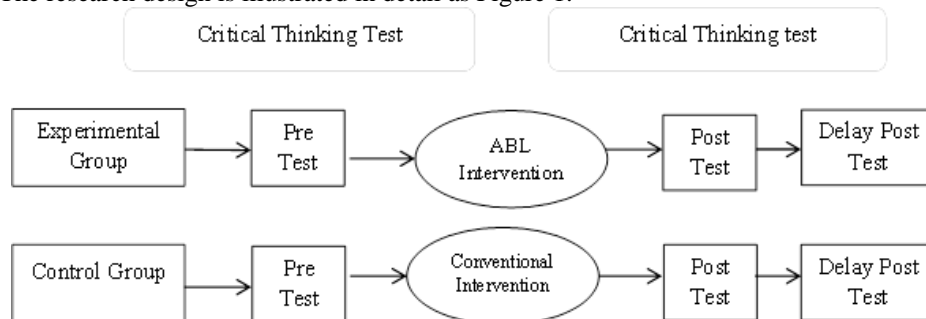 The research design is illustrated in detail as Figure 1.
Critical Thinking Test
Critical Thinking test
Experimental
Group
Pre
Test
ABL
Intervention
Post
Test
Delay Post
Test
Control Group
Pre
Test
Conventional
Intervention
Post
Test
Delay Post
Test